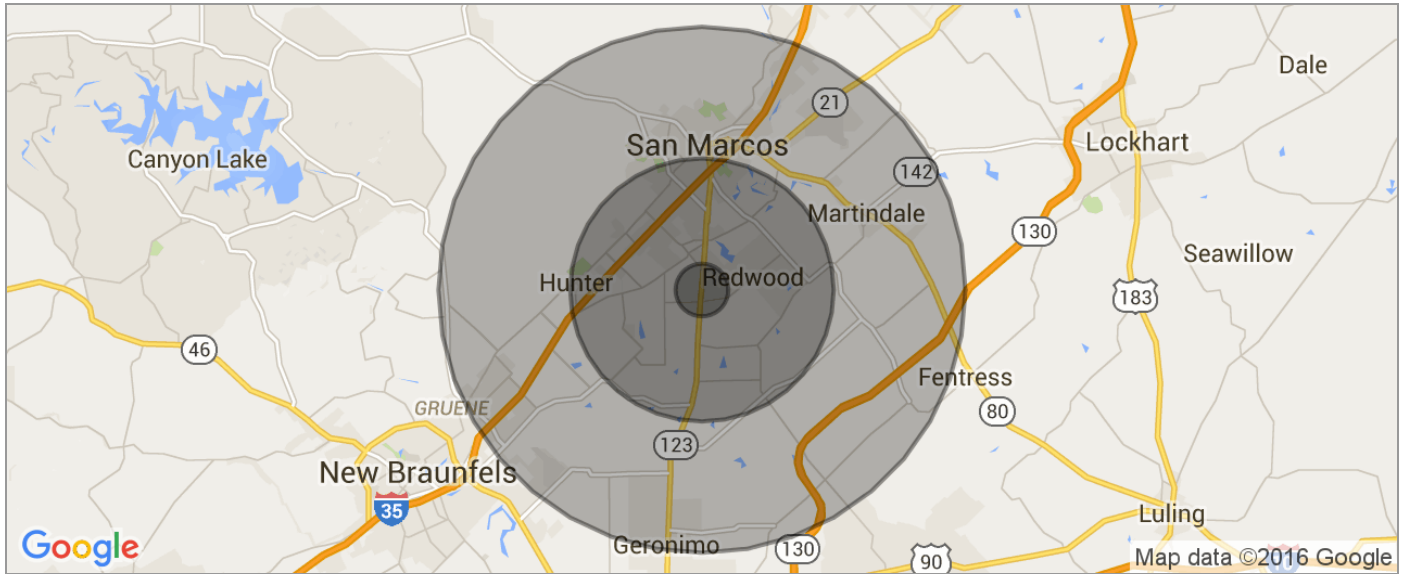 Dale
21
San Marcos
Lockhart
Canyon Lake
142
Martindale
130
Seawillow
Redwood
Hunter
183
46
Fentress
GRUENE
80
123
New Braunfels
35
Luling
Geronimo
130
90
Google
Map data ©2016 Google